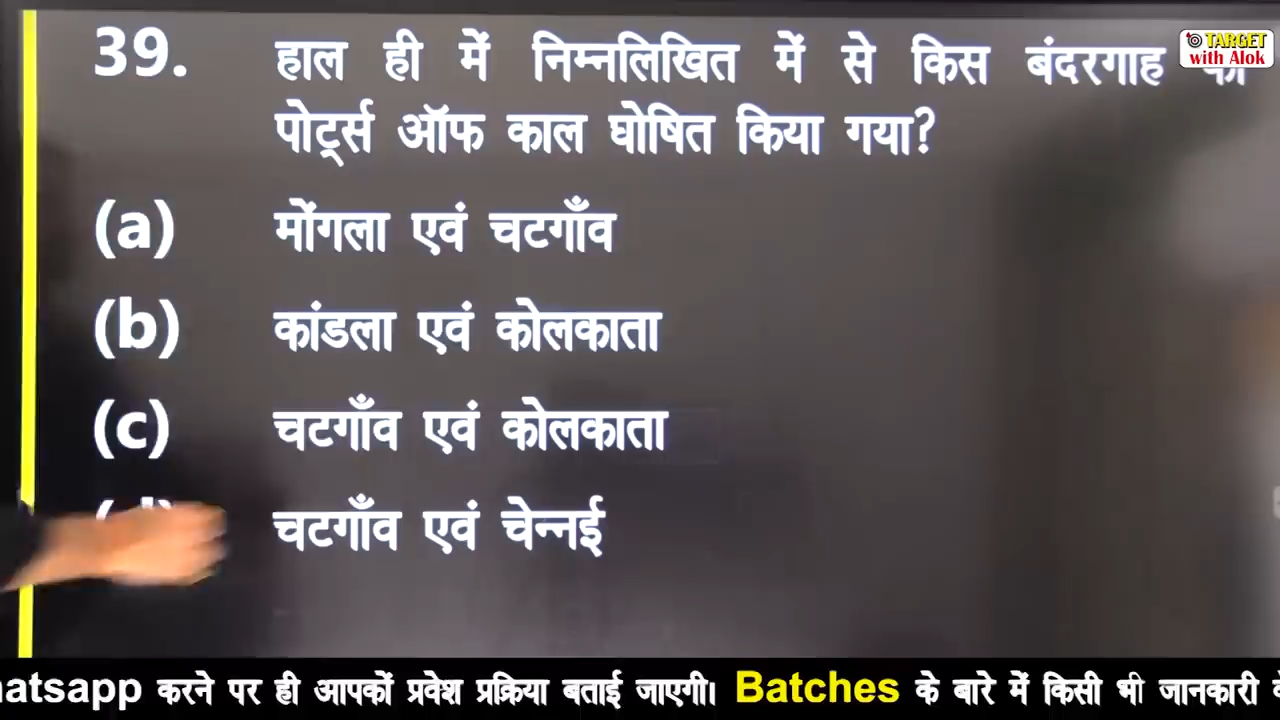 39. हाल ही में निम्नलिखित में से किस बंदरगाह
पोर्ट्स ऑफ काल घोषित किया गया?
(a) मोंगला एवं चटगाँव
(b) कांडला एवं कोलकाता
(c) चटगाँव एवं कोलकाता
चटगाँव एवं चेन्नई
TARGET
with Alok
hatsapp करने पर ही आपकों प्रवेश प्रक्रिया बताई जाएगी। Batches के बारे में किसी भी जानकारी